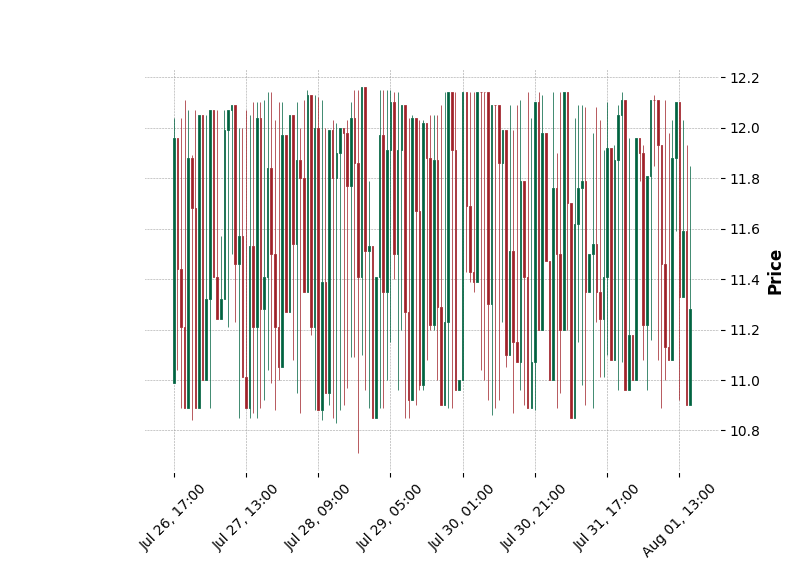 12.2
12.0
11.8
11.6
11.4
11.2
11.0
10.8
Price
Jul 26, 17:00
Jul 27, 13:00
Jul 28, 09:00
Jul 29, 05:00
Jul 30, 01:00
Jul 30, 21:00
Jul 31, 17:00
Aug 01, 13:00